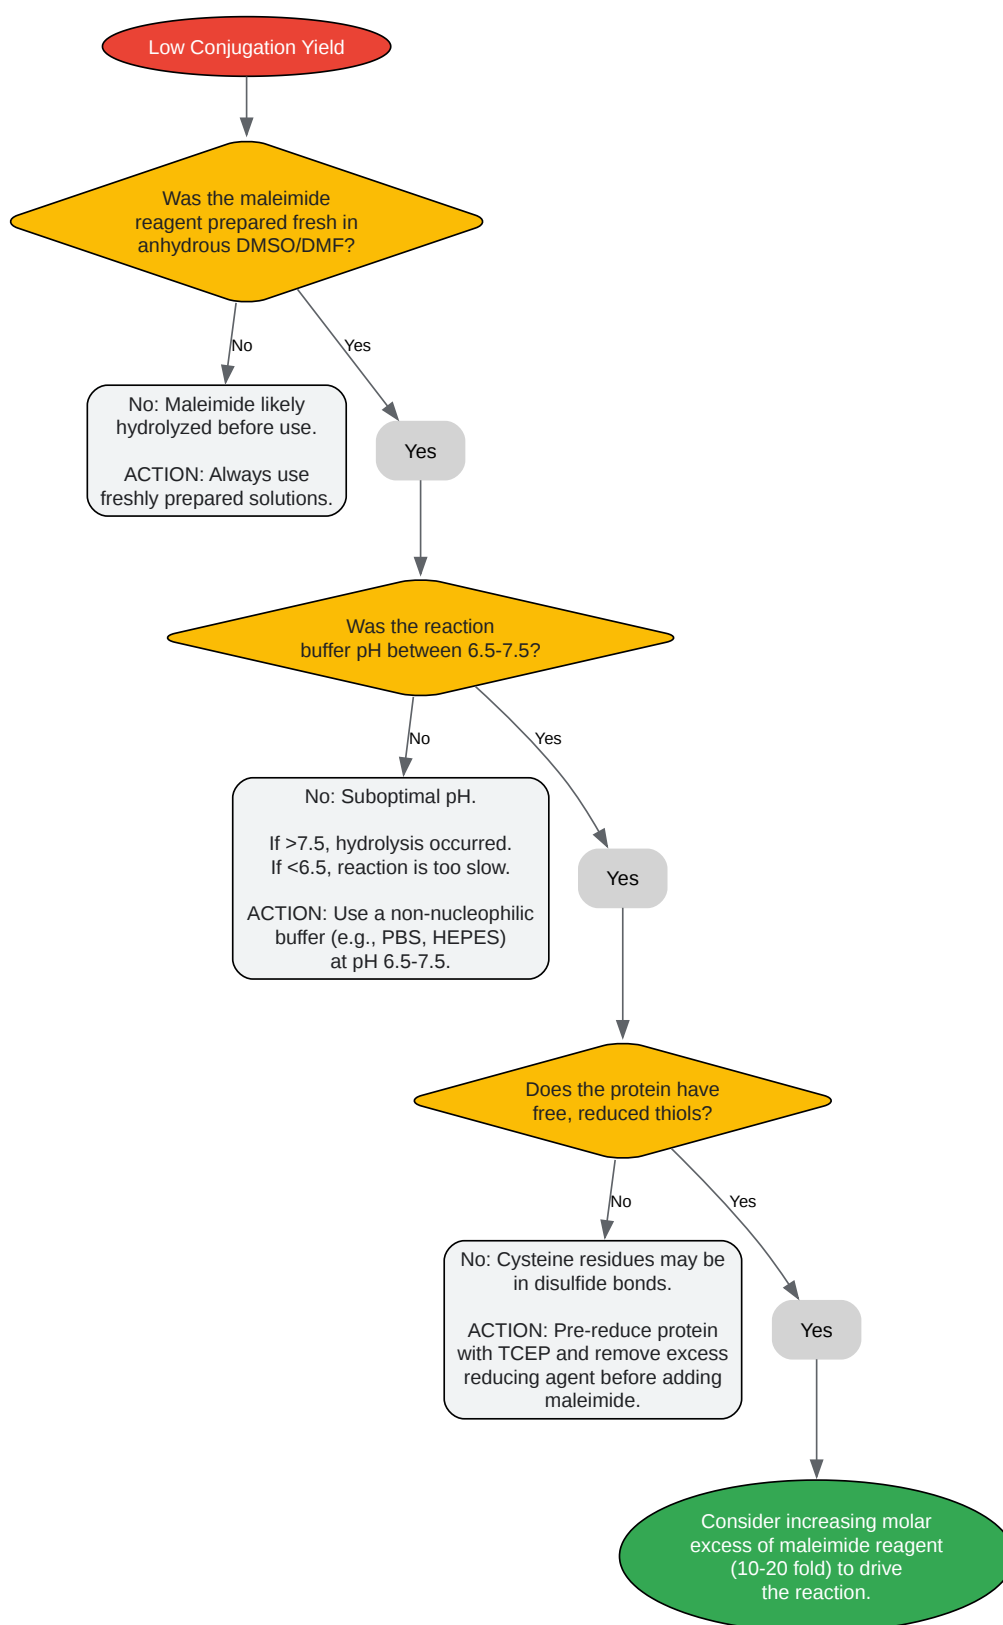 Low Conjugation Yield
Was the maleimide
reagent prepared fresh in
anhydrous DMSO/DMF?
No
Yes
No: Maleimide likely
hydrolyzed before use.
ACTION: Always use
freshly prepared solutions.
Yes
Was the reaction
buffer pH between 6.5-7.5?
No
Yes
No: Suboptimal pH.
If >7.5, hydrolysis occurred.
If <6.5, reaction is too slow.
ACTION: Use a non-nucleophilic
buffer (e.g., PBS, HEPES)
at pH 6.5-7.5.
Yes
Does the protein have
free, reduced thiols?
No
Yes
No: Cysteine residues may be
in disulfide bonds.
ACTION: Pre-reduce protein
with TCEP and remove excess
reducing agent before adding
maleimide.
Yes
Consider increasing molar
excess of maleimide reagent
(10-20 fold) to drive
the reaction.